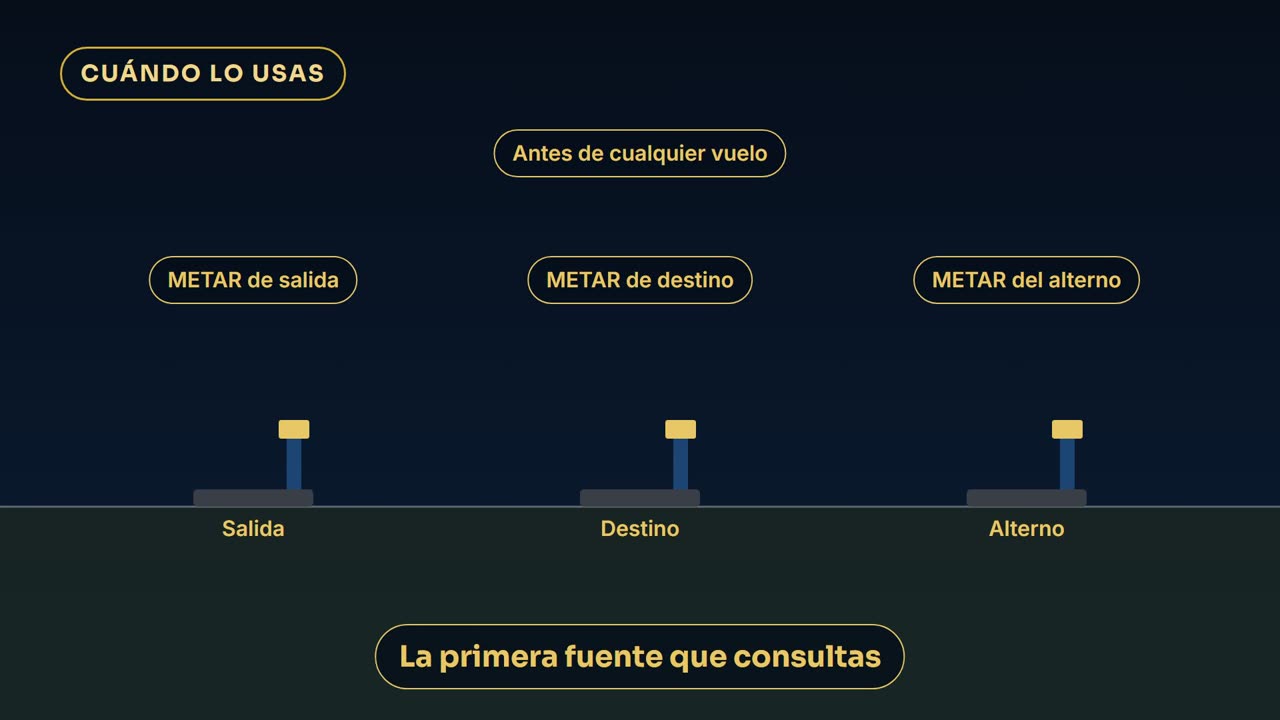 CUÁNDO LO USAS
Antes de cualquier vuelo
METAR de salida
METAR de destino
METAR del alterno
Salida
Destino
Alterno
La primera fuente que consultas